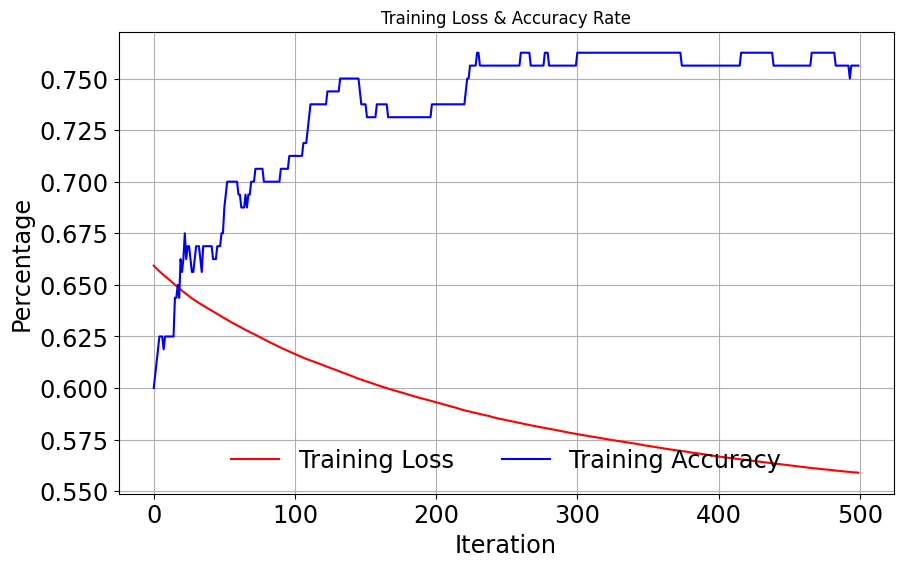 Training Loss & Accuracy Rate
Percentage
0.750
0.725
0.700
0.675
0.650
0.625
0.600
0.575
0.550
Training Loss Training Accuracy
0 100 200 300 400 500
Iteration